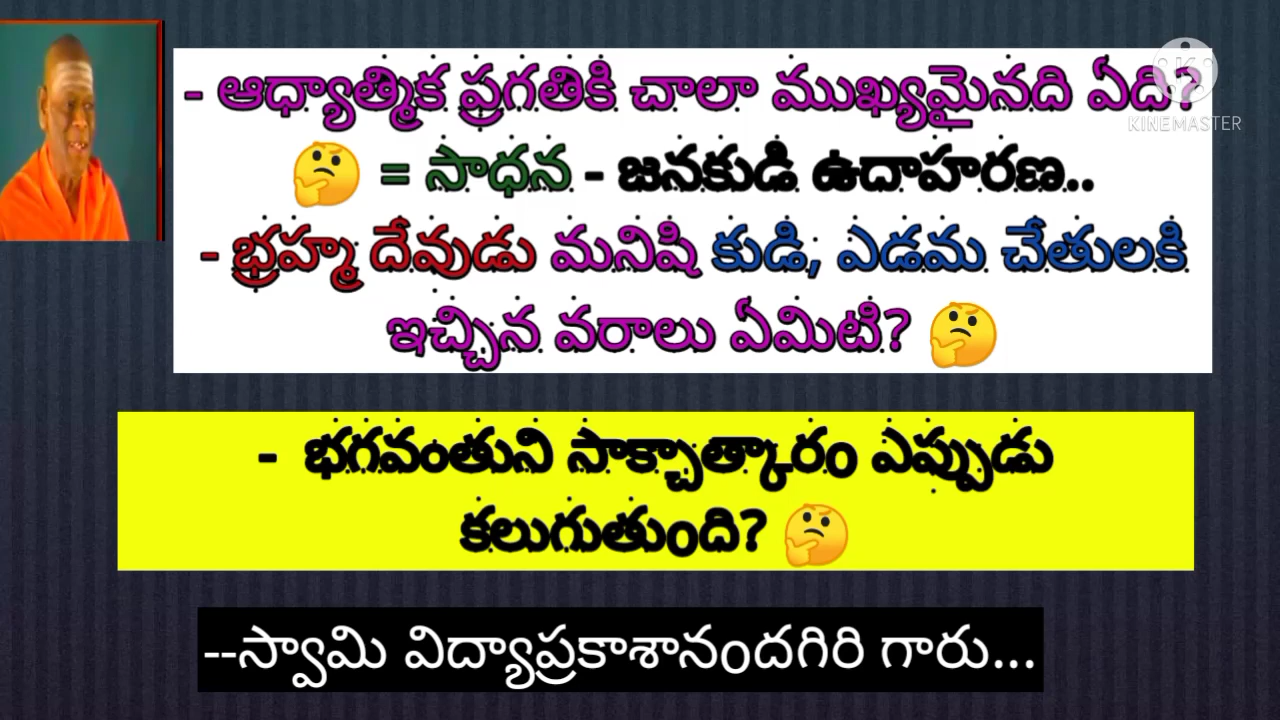 - ఆధ్యాత్మిక ప్రగతికి చాలా ముఖ్యమైనది ఏది?
🤔 = సాధన - జనకుడి ఉదాహరణ..
- భ్రహ్మ దేవుడు మనిషి కుడి, ఎడమ చేతులకి
ఇచ్చిన వరాలు ఏమిటి? 🤔
- భగవంతుని సాక్చాత్కారం ఎప్పుడు
కలుగుతుంది? 🤔
--స్వామి విద్యాప్రకాశానందగిరి గారు...
KINEMASTER